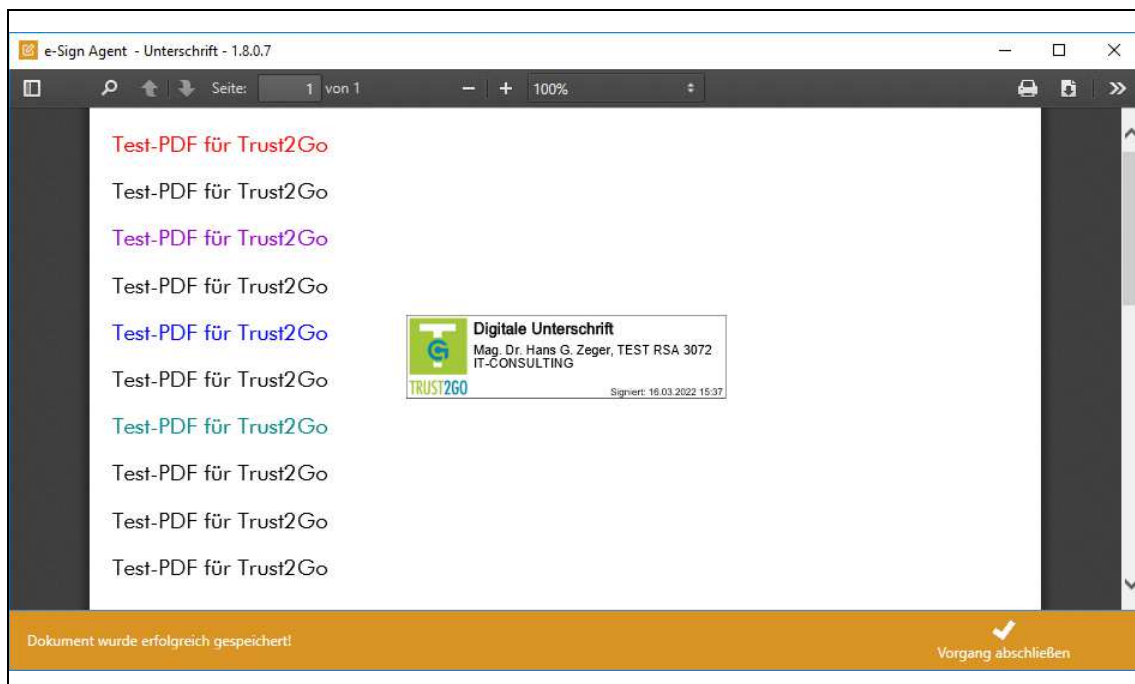 e-Sign Agent - Unterschrift - 1.8.0.7
Seite: 1 von 1 100%
Test-PDF für Trust2Go
Test-PDF für Trust2Go
Test-PDF für Trust2Go
Test-PDF für Trust2Go
Test-PDF für Trust2Go
Test-PDF für Trust2Go
Test-PDF für Trust2Go
Test-PDF für Trust2Go
Test-PDF für Trust2Go
Test-PDF für Trust2Go
Digitale Unterschrift
Mag. Dr. Hans G. Zeger, TEST RSA 3072
IT-CONSULTING
TRUST2GO
Signiert: 16.03.2022 15:37
Dokument wurde erfolgreich gespeichert!
Vorgang abschließen